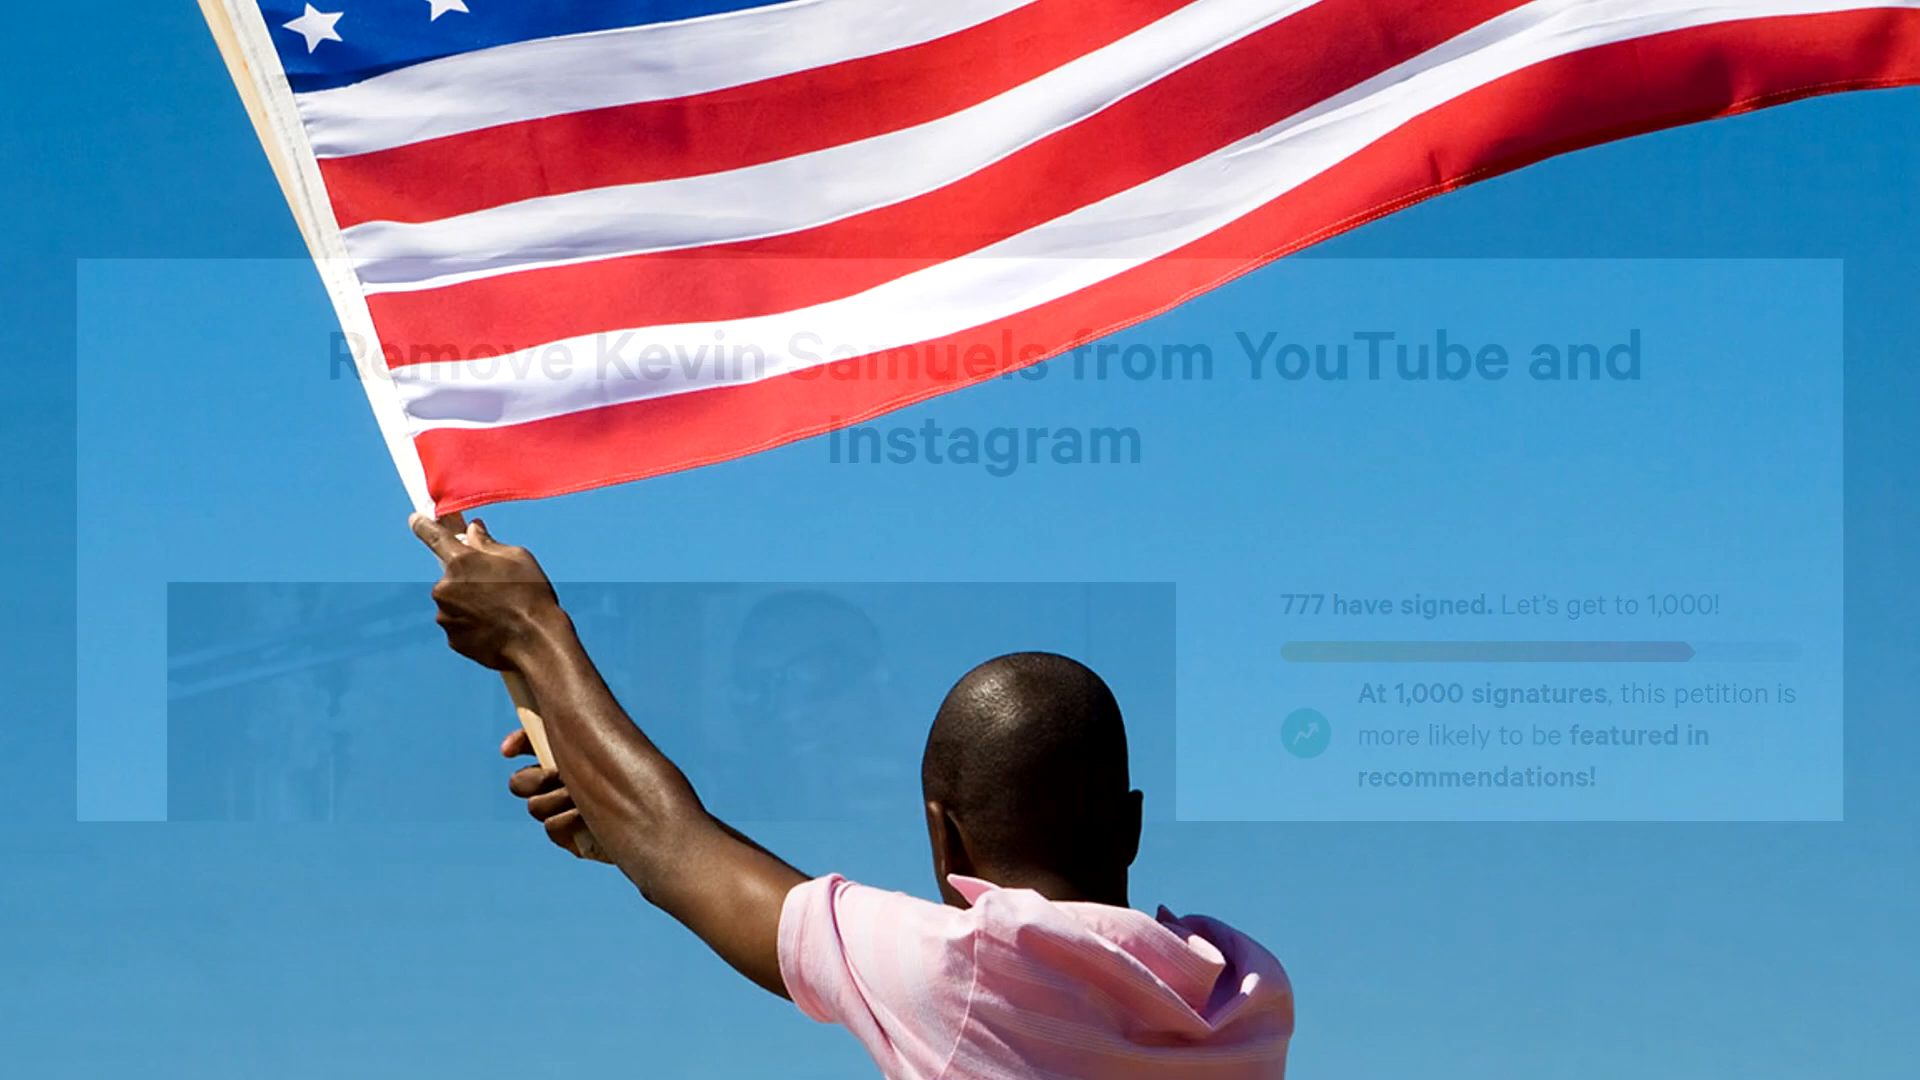 Remove Kevin Samuels from YouTube and
Instagram
777 have signed. Let's get to 1,000!
At 1,000 signatures, this petition is
more likely to be featured in
recommendations!